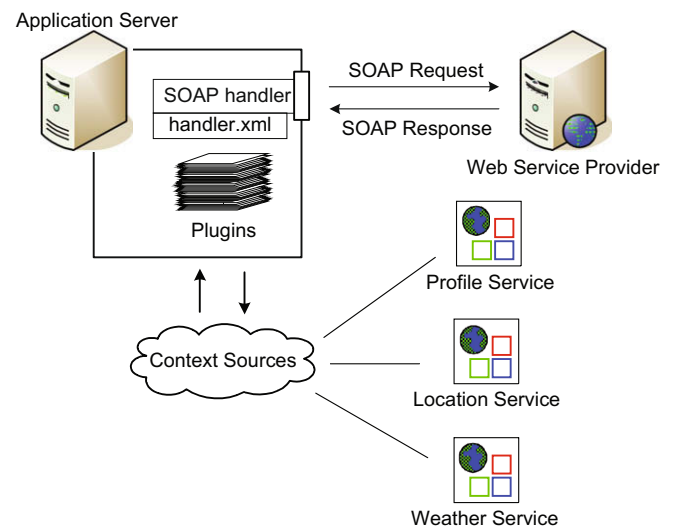 Application Server
SOAP handler
handler.xml
Plugins
SOAP Request
SOAP Response
Web Service Provider
Context Sources
Profile Service
Location Service
Weather Service